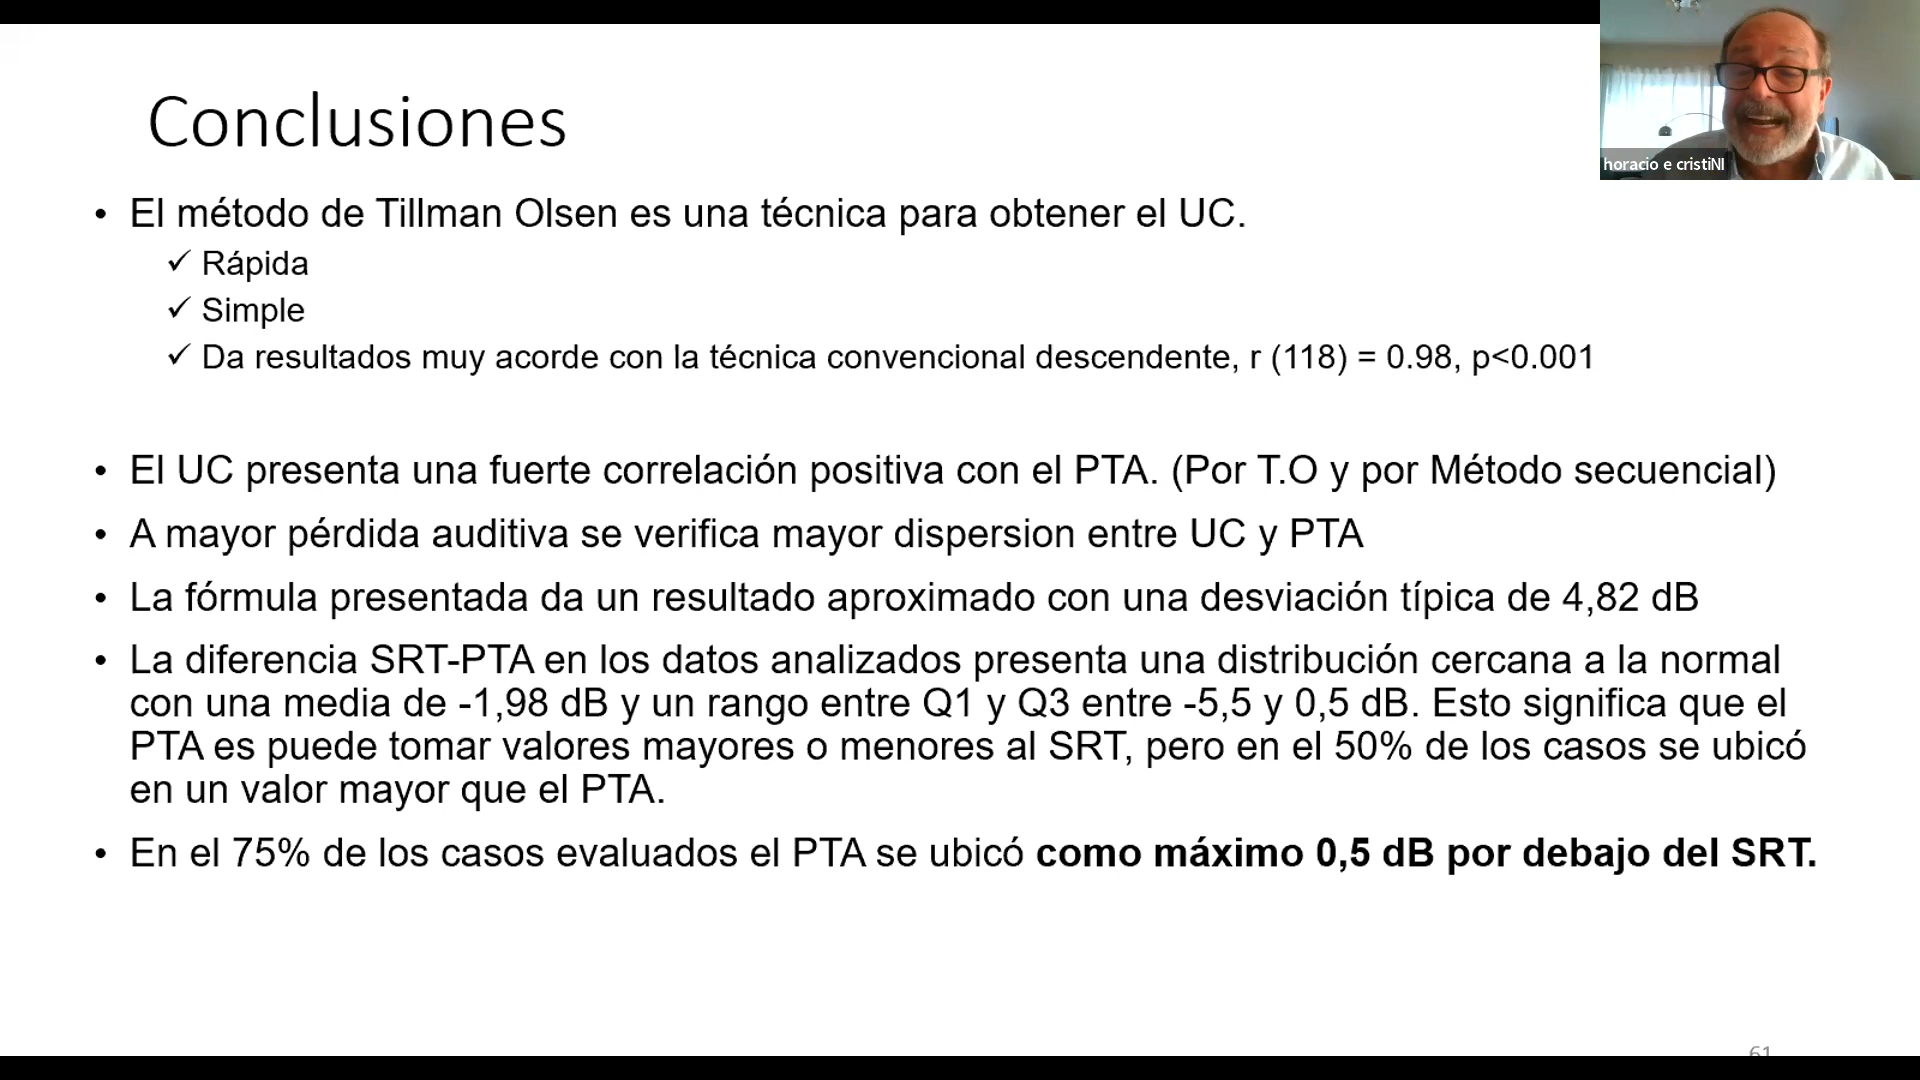 Conclusiones
horacio e cristiNI
• El método de Tillman Olsen es una técnica para obtener el UC.
✓ Rápida
✓ Simple
✓ Da resultados muy acorde con la técnica convencional descendente, r (118) = 0.98, p<0.001
• El UC presenta una fuerte correlación positiva con el PTA. (Por T.O y por Método secuencial)
• A mayor pérdida auditiva se verifica mayor dispersion entre UC y PTA
• La fórmula presentada da un resultado aproximado con una desviación típica de 4,82 dB
• La diferencia SRT-PTA en los datos analizados presenta una distribución cercana a la normal
con una media de -1,98 dB y un rango entre Q1 y Q3 entre -5,5 y 0,5 dB. Esto significa que el
PTA es puede tomar valores mayores o menores al SRT, pero en el 50% de los casos se ubicó
en un valor mayor que el PTA.
• En el 75% de los casos evaluados el PTA se ubicó como máximo 0,5 dB por debajo del SRT.
61